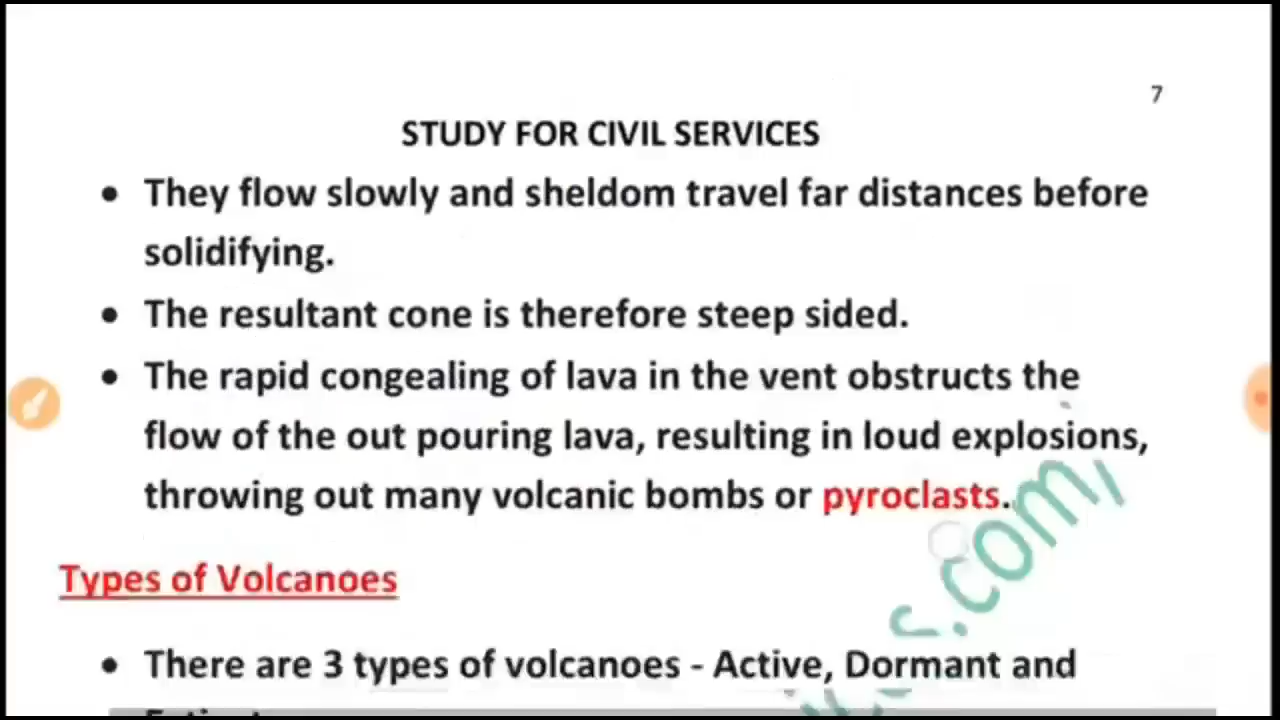 7
STUDY FOR CIVIL SERVICES
• They flow slowly and sheldom travel far distances before
solidifying.
• The resultant cone is therefore steep sided.
• The rapid congealing of lava in the vent obstructs the
flow of the out pouring lava, resulting in loud explosions,
throwing out many volcanic bombs or pyroclasts.
s.com,
Types of Volcanoes
• There are 3 types of volcanoes - Active, Dormant and